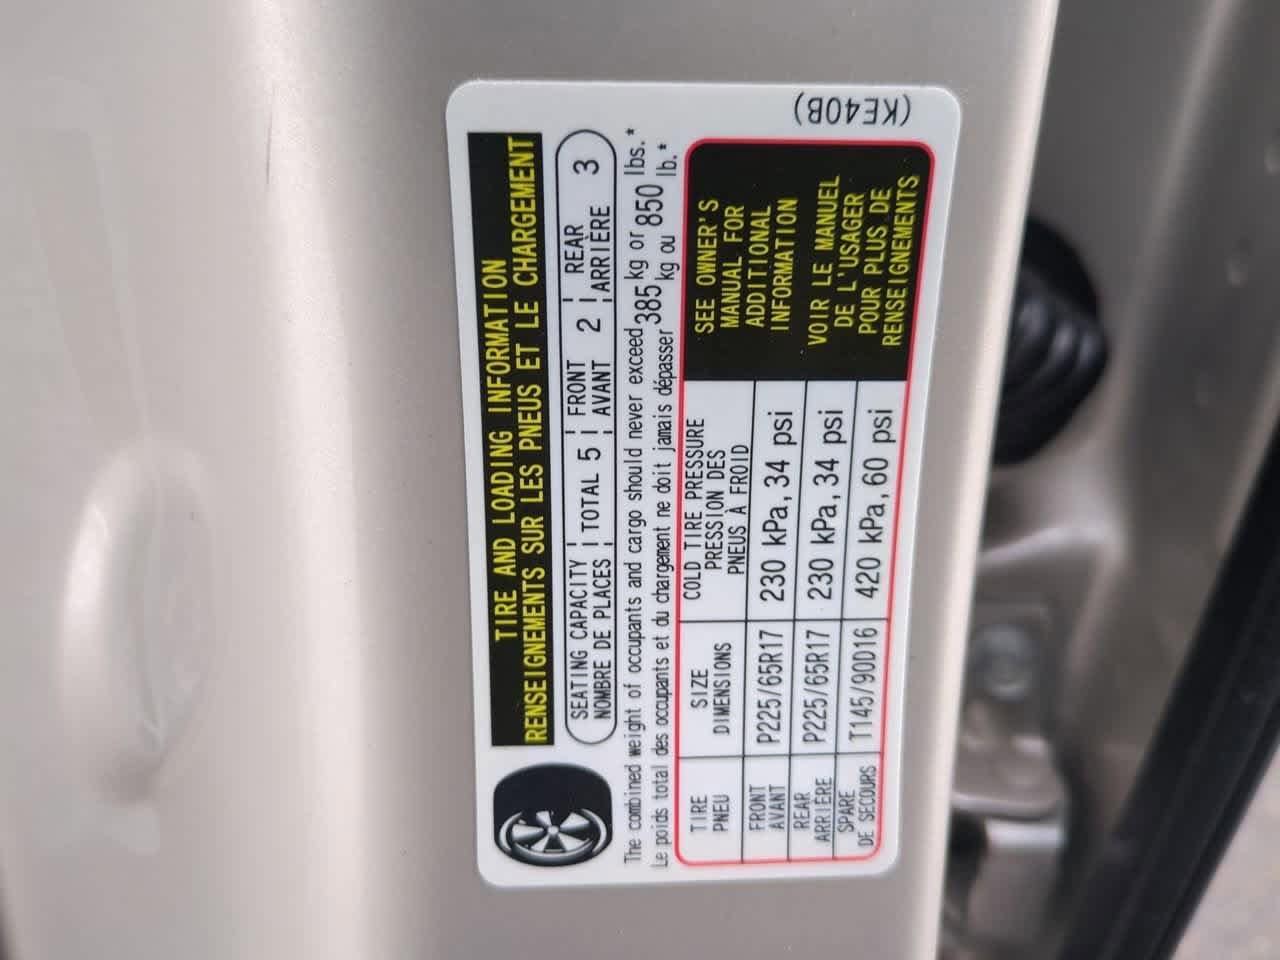 TIRE AND LOADING INFORMATION
RENSEIGNEMENTS SUR LES PNEUS ET LE CHARGEMENT
SEATING CAPACITY | TOTAL 5 | FRONT 2 | REAR 3
NOMBRE DE PLACES | AVANT | ARRIÈRE
The combined weight of occupants and cargo should never exceed 385 kg or 850 lbs.*
Le poids total des occupants et du chargement ne doit jamais dépasser 385 kg ou 850 lb.*
TIRE SIZE COLD TIRE PRESSURE
PNEU DIMENSIONS PRESSION DES
PNEUS À FROID
FRONT
AVANT P225/65R17 230 kPa, 34 psi
REAR
ARRIÈRE P225/65R17 230 kPa, 34 psi
SPARE
DE SECOURS T145/90D16 420 kPa, 60 psi
SEE OWNER'S
MANUAL FOR
ADDITIONAL
INFORMATION
VOIR LE MANUEL
DE L'USAGER
POUR PLUS DE
RENSEIGNEMENTS
(KE40B)